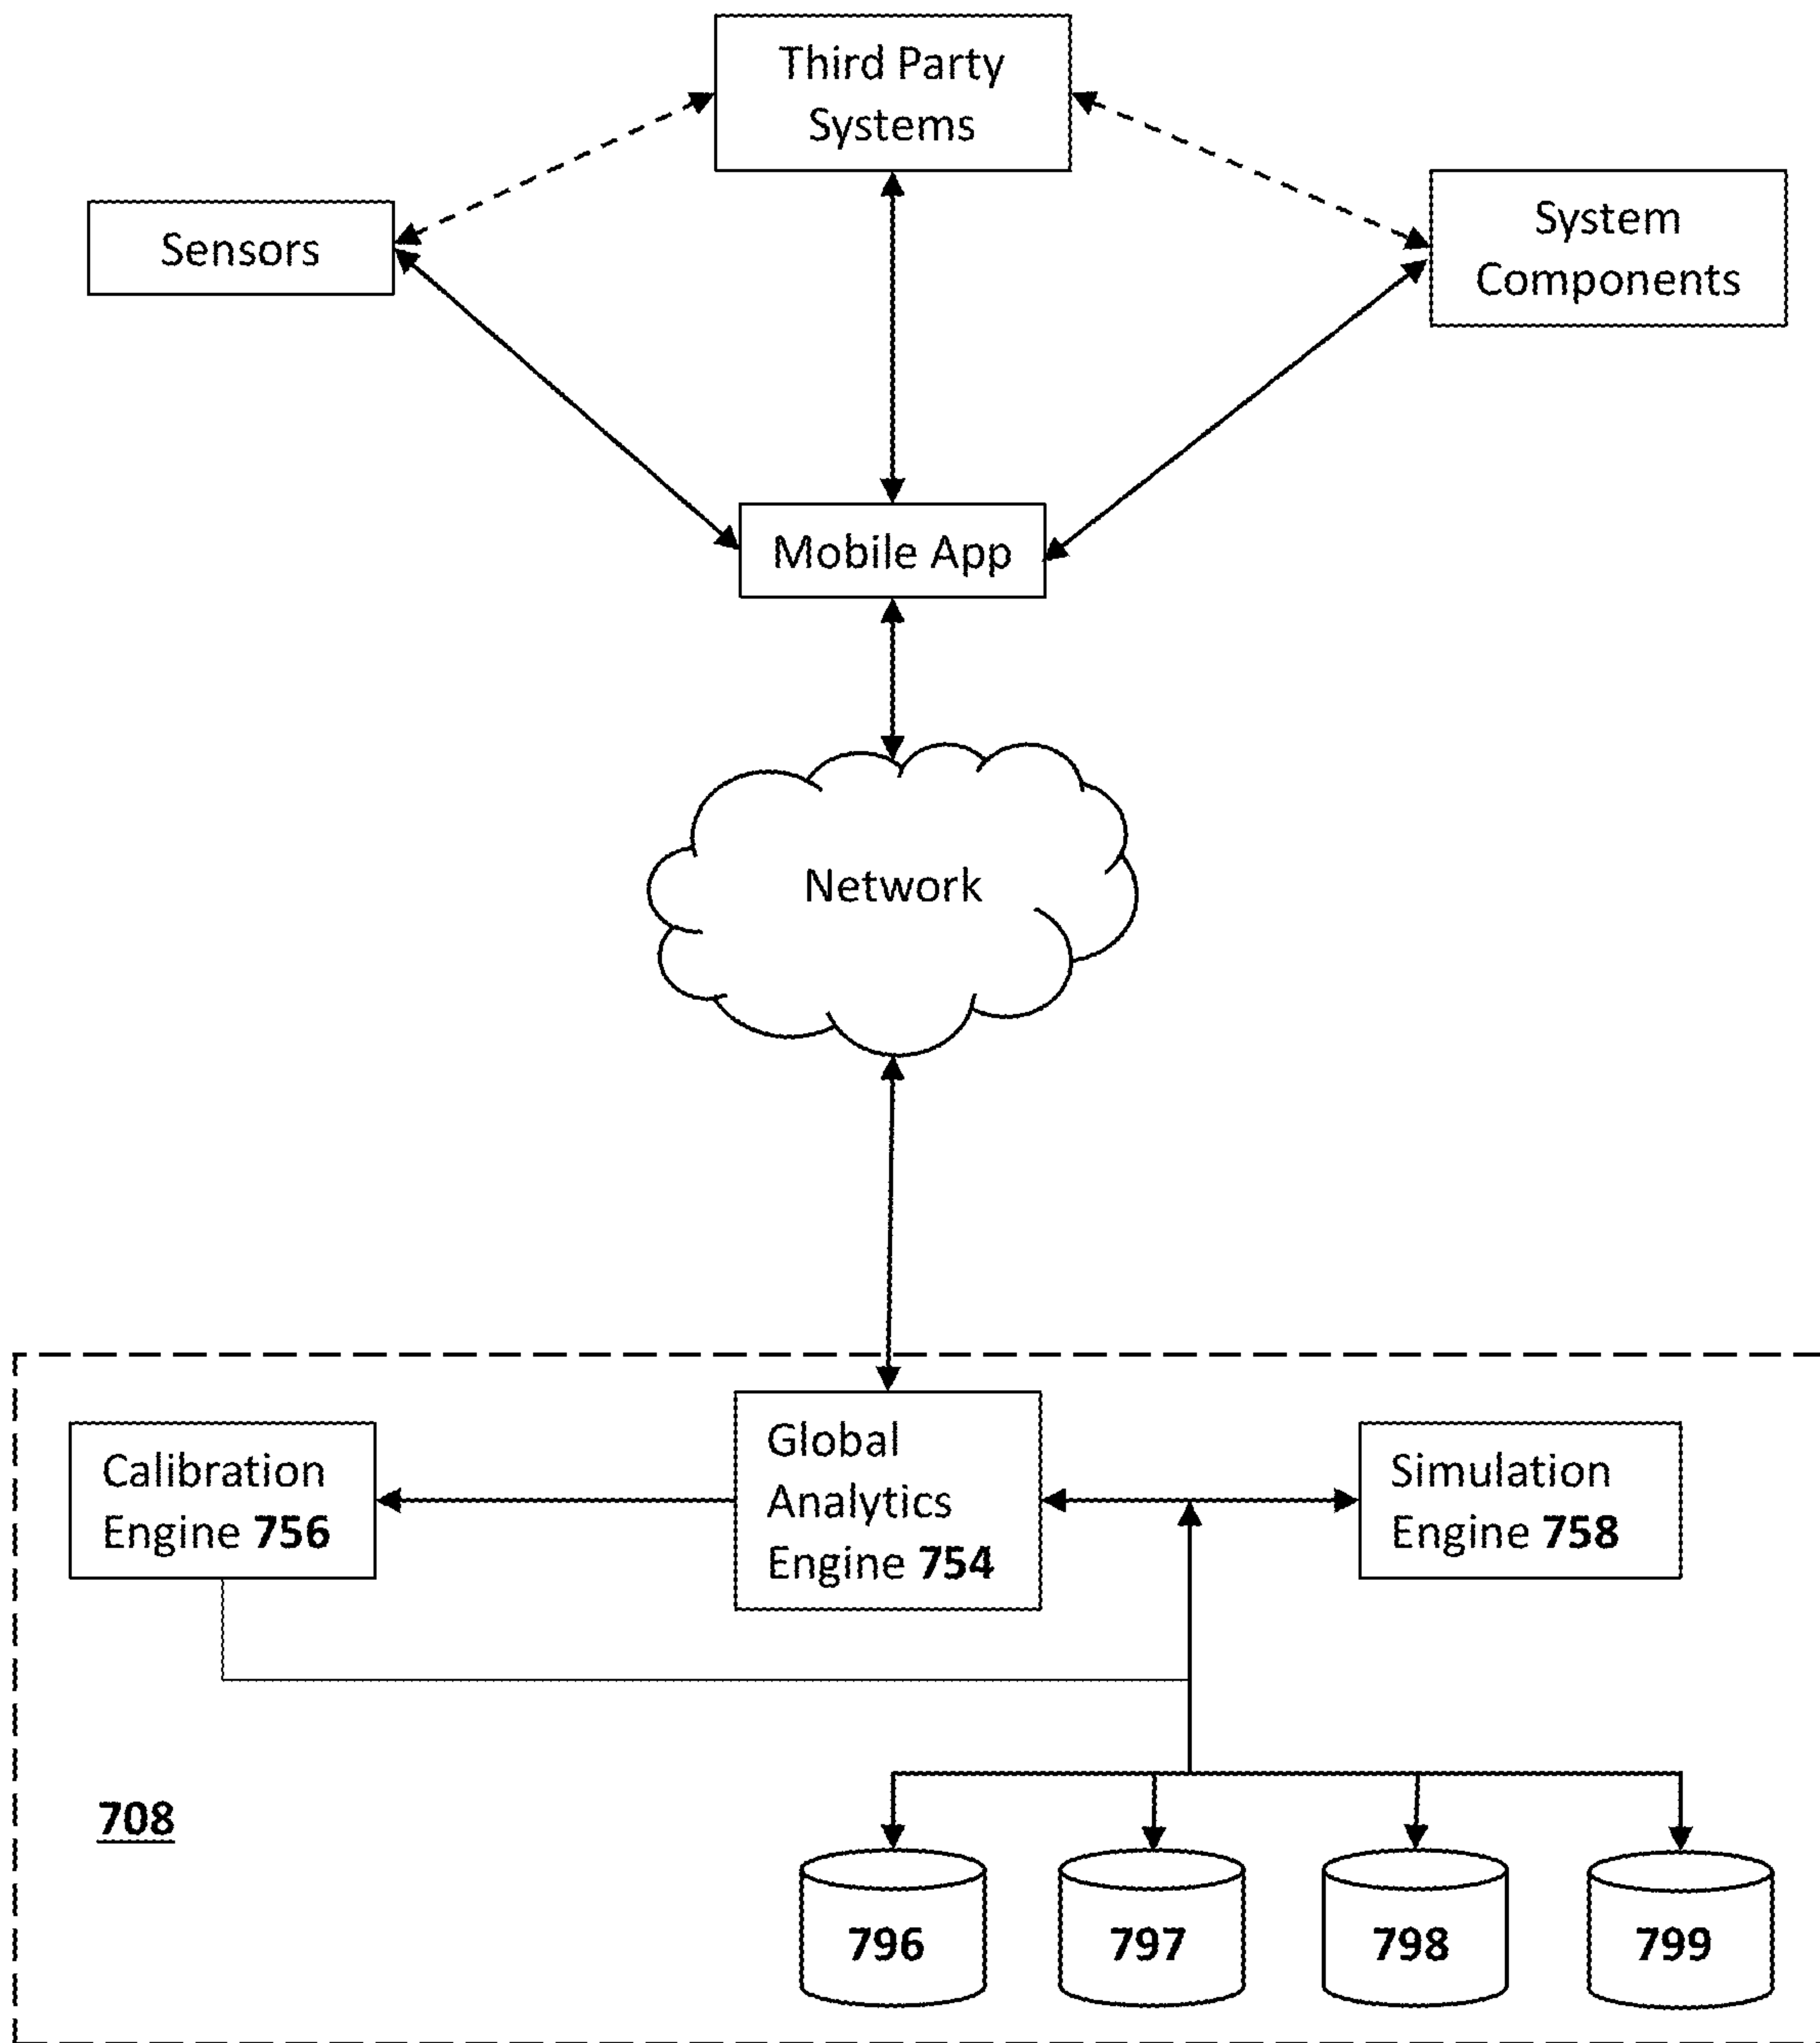 Third Party
Systems
Sensors
System
Components
Mobile App
Network
Calibration
Engine 756
Global
Analytics
Engine 754
Simulation
Engine 758
708
796
797
798
799